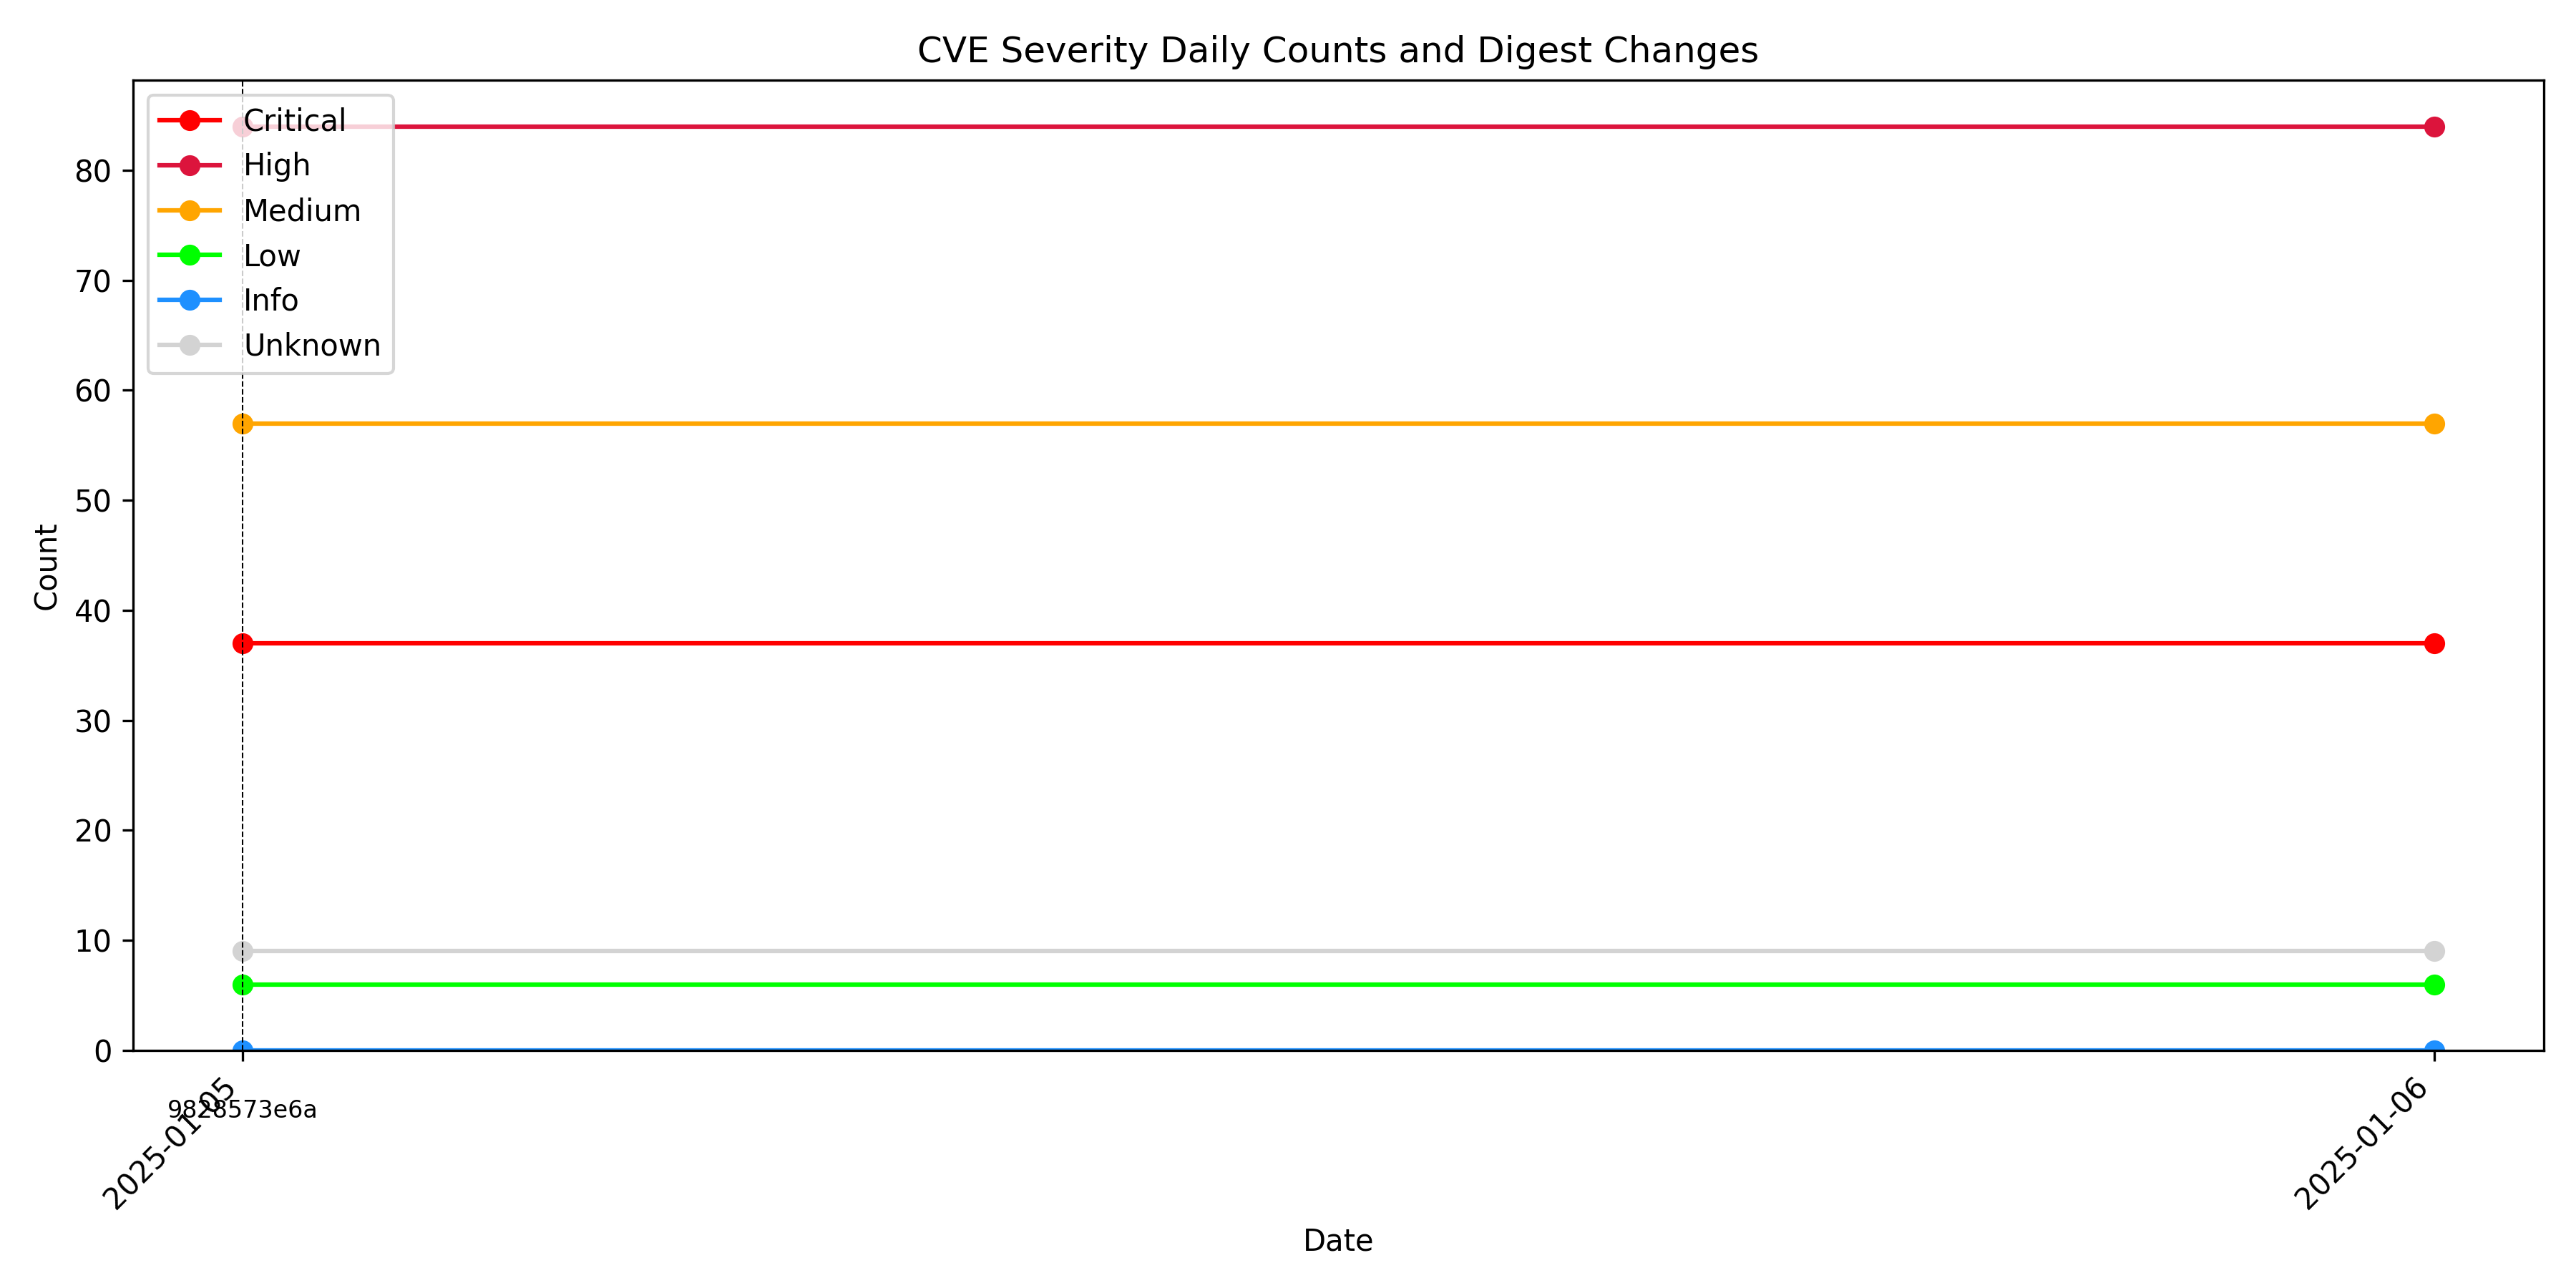 CVE Severity Daily Counts and Digest Changes
Critical
High
Medium
Low
Info
Unknown
80
70
60
50
40
30
20
10
0
Count
2025-01-05
9828573e6a
2025-01-06
Date